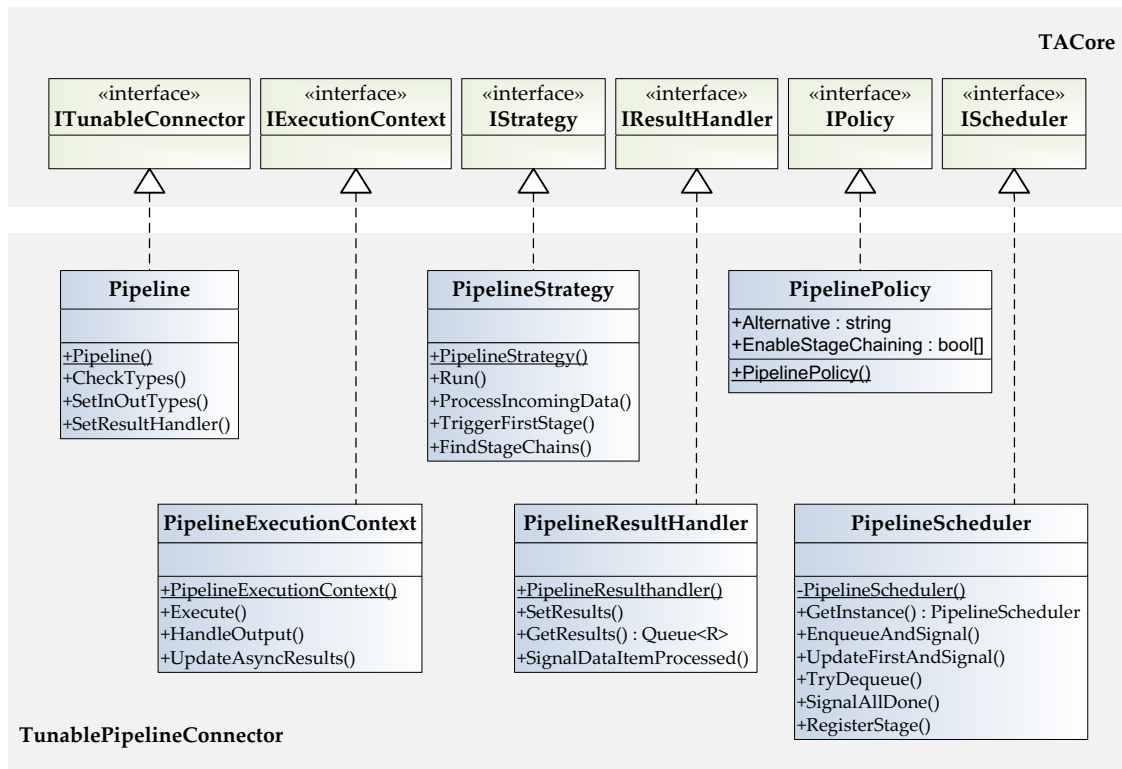 TACore
«interface»
ITunableConnector
«interface»
IExecutionContext
«interface»
IStrategy
«interface»
IResultHandler
«interface»
IPolicy
«interface»
IScheduler
Pipeline
+Pipeline()
+CheckTypes()
+SetInOutTypes()
+SetResultHandler()
PipelineStrategy
+PipelineStrategy()
+Run()
+ProcessIncomingData()
+TriggerFirstStage()
+FindStageChains()
PipelinePolicy
+Alternative : string
+EnableStageChaining : bool[]
+PipelinePolicy()
PipelineExecutionContext
+PipelineExecutionContext()
+Execute()
+HandleOutput()
+UpdateAsyncResults()
PipelineResultHandler
+PipelineResulthandler()
+SetResults()
+GetResults() : Queue<R>
+SignalDataItemProcessed()
PipelineScheduler
-PipelineScheduler()
+GetInstance() : PipelineScheduler
+EnqueueAndSignal()
+UpdateFirstAndSignal()
+TryDequeue()
+SignalAllDone()
+RegisterStage()
TunablePipelineConnector